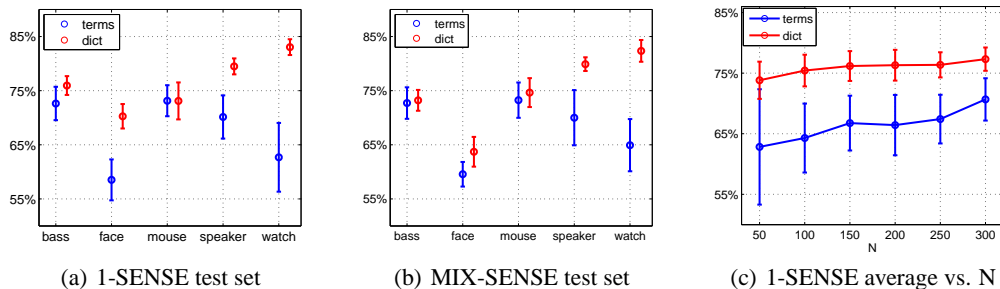 terms
dict
85%
75%
65%
55%
bass face mouse speaker watch
(a) 1-SENSE test set
terms
dict
85%
75%
65%
55%
bass face mouse speaker watch
(b) MIX-SENSE test set
terms
dict
85%
75%
65%
55%
50 100 150 200 250 300
N
(c) 1-SENSE average vs. N